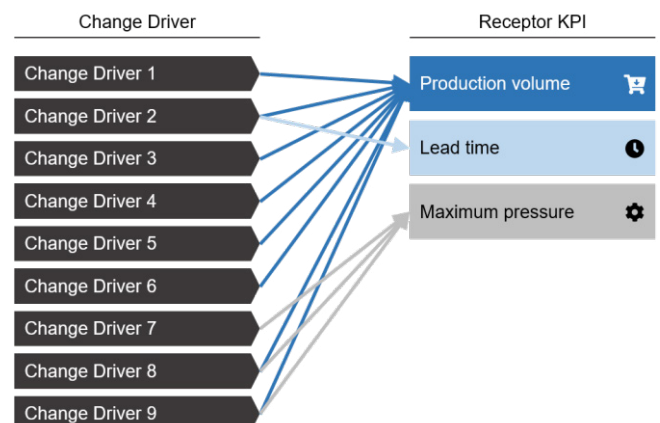 Change Driver
Receptor KPI
Change Driver 1
Change Driver 2
Change Driver 3
Change Driver 4
Change Driver 5
Change Driver 6
Change Driver 7
Change Driver 8
Change Driver 9
Production volume
Lead time
Maximum pressure